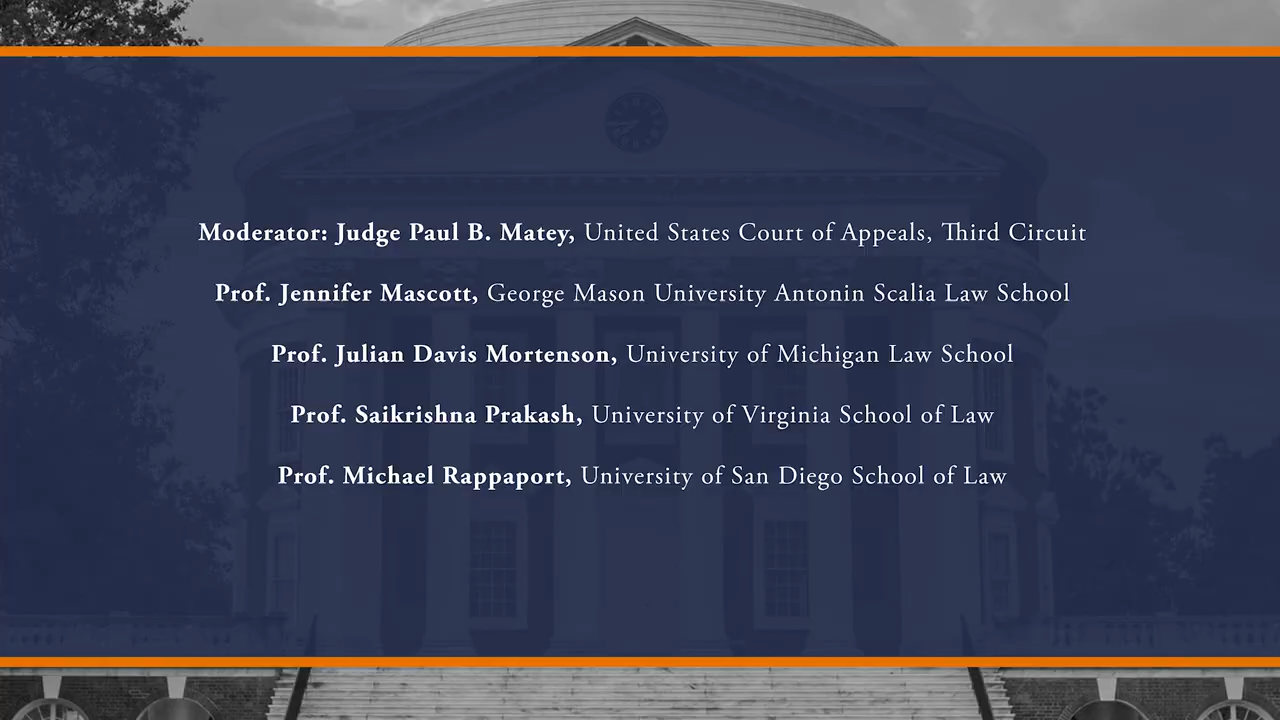 Moderator: Judge Paul B. Matey, United States Court of Appeals, Third Circuit
Prof. Jennifer Mascott, George Mason University Antonin Scalia Law School
Prof. Julian Davis Mortenson, University of Michigan Law School
Prof. Saikrishna Prakash, University of Virginia School of Law
Prof. Michael Rappaport, University of San Diego School of Law